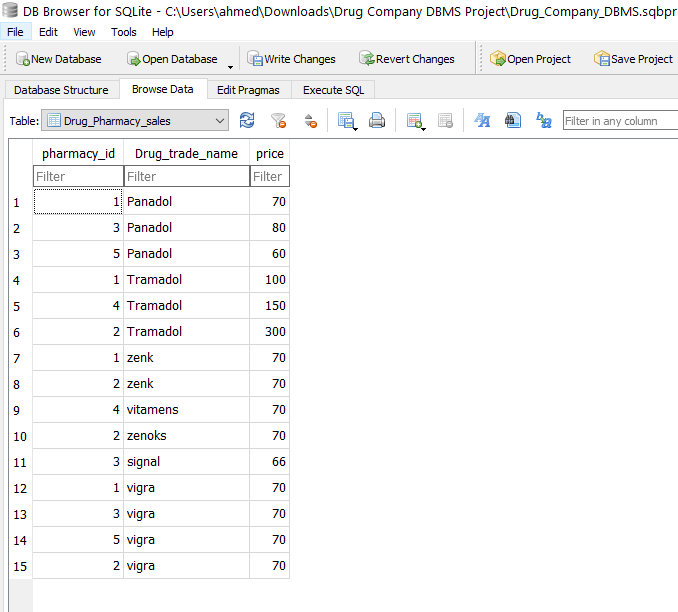 DB Browser for SQLite - C:\Users\ahmed\Downloads\Drug Company DBMS Project\Drug_Company_DBMS.sqbpr
File Edit View Tools Help
New Database Open Database Write Changes Revert Changes Open Project Save Project
Database Structure Browse Data Edit Pragmas Execute SQL
Table: Drug_Pharmacy_sales Filter in any column
pharmacy_id Drug_trade_name price
Filter Filter Filter
1 1 Panadol 70
2 3 Panadol 80
3 5 Panadol 60
4 1 Tramadol 100
5 4 Tramadol 150
6 2 Tramadol 300
7 1 zenk 70
8 2 zenk 70
9 4 vitamens 70
10 2 zenoks 70
11 3 signal 66
12 1 vigra 70
13 3 vigra 70
14 5 vigra 70
15 2 vigra 70